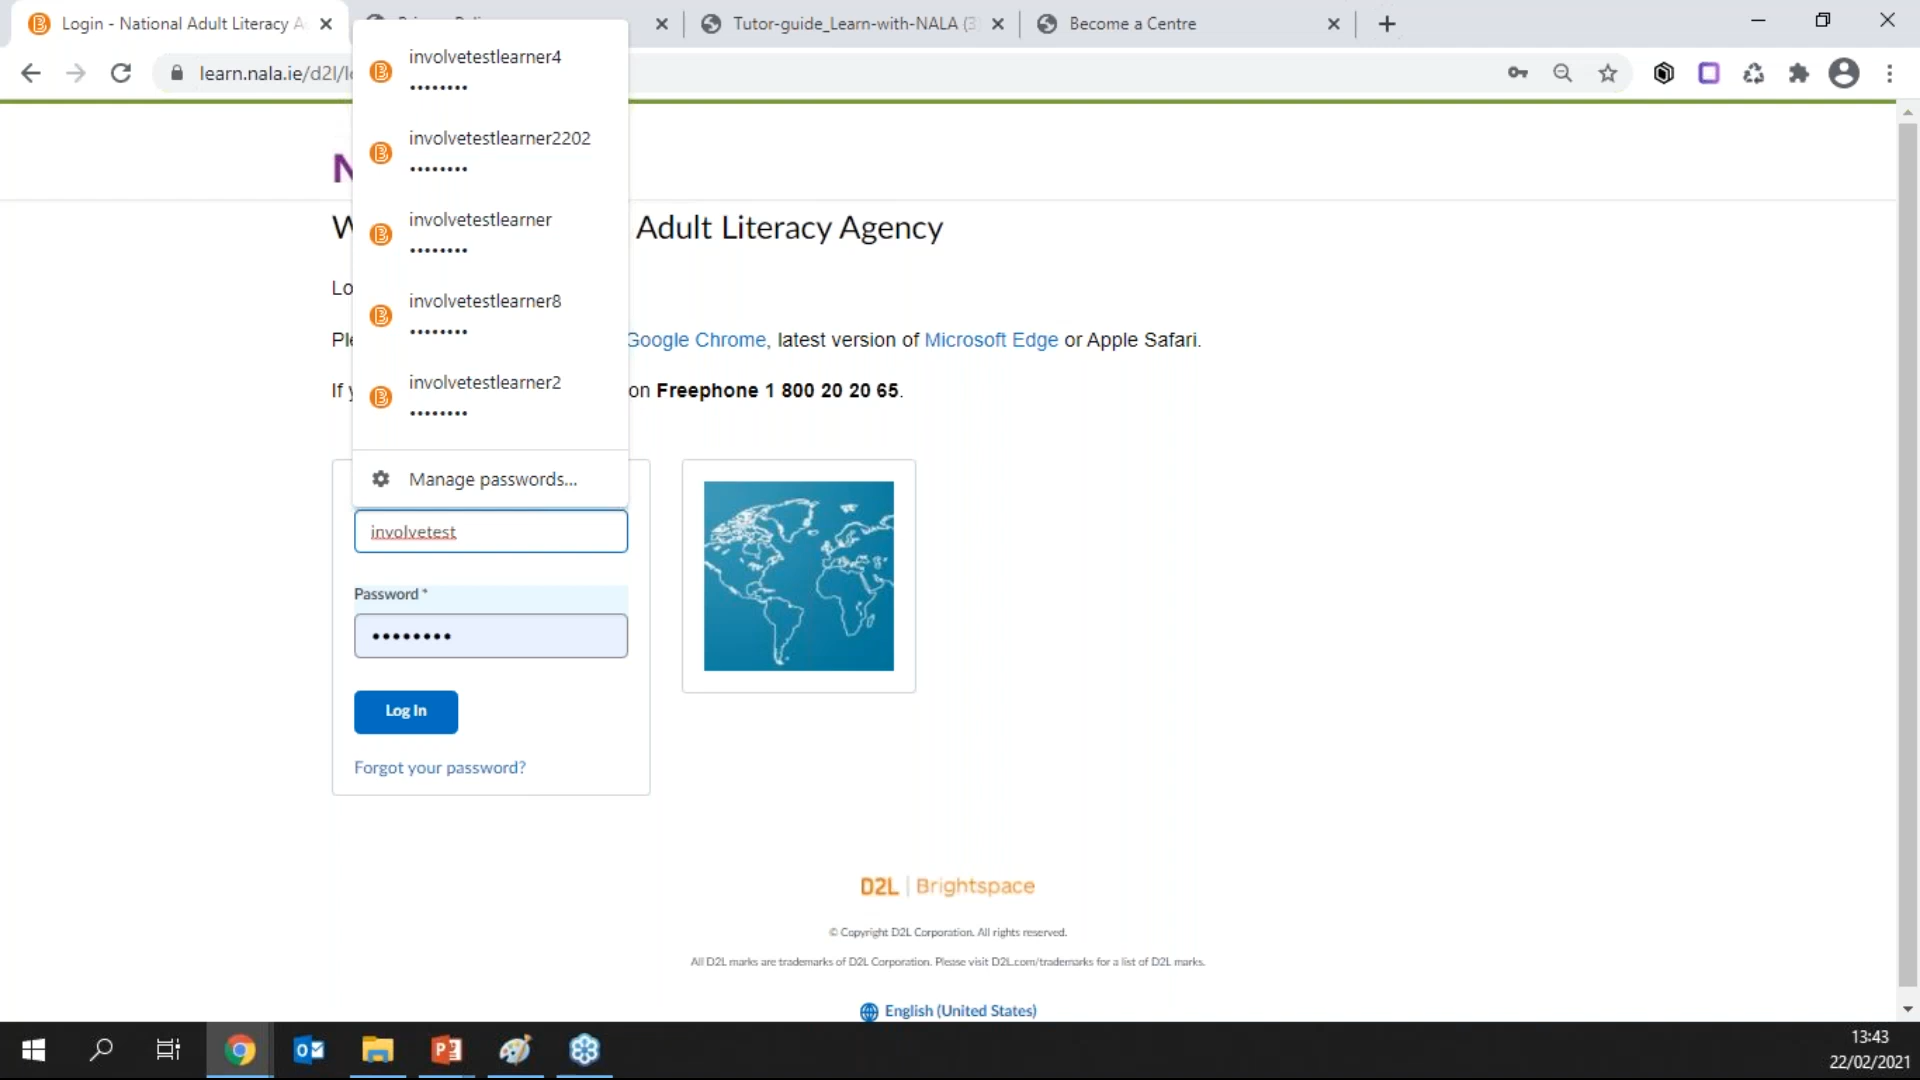 Login - National Adult Literacy A
Tutor-guide_Learn-with-NALA (3)
Become a Centre
learn.nala.ie/d2l/l
involvetestlearner4
••••••••
involvetestlearner2202
••••••••
involvetestlearner
••••••••
involvetestlearner8
••••••••
involvetestlearner2
••••••••
Manage passwords...
N
W Adult Literacy Agency
Lo
Ple Google Chrome, latest version of Microsoft Edge or Apple Safari.
If y on Freephone 1 800 20 20 65.
involvetest
Password *
••••••••
Log In
Forgot your password?
D2L | Brightspace
© Copyright D2L Corporation. All rights reserved.
All D2L marks are trademarks of D2L Corporation. Please visit D2L.com/trademarks for a list of D2L marks.
English (United States)
13:43
22/02/2021